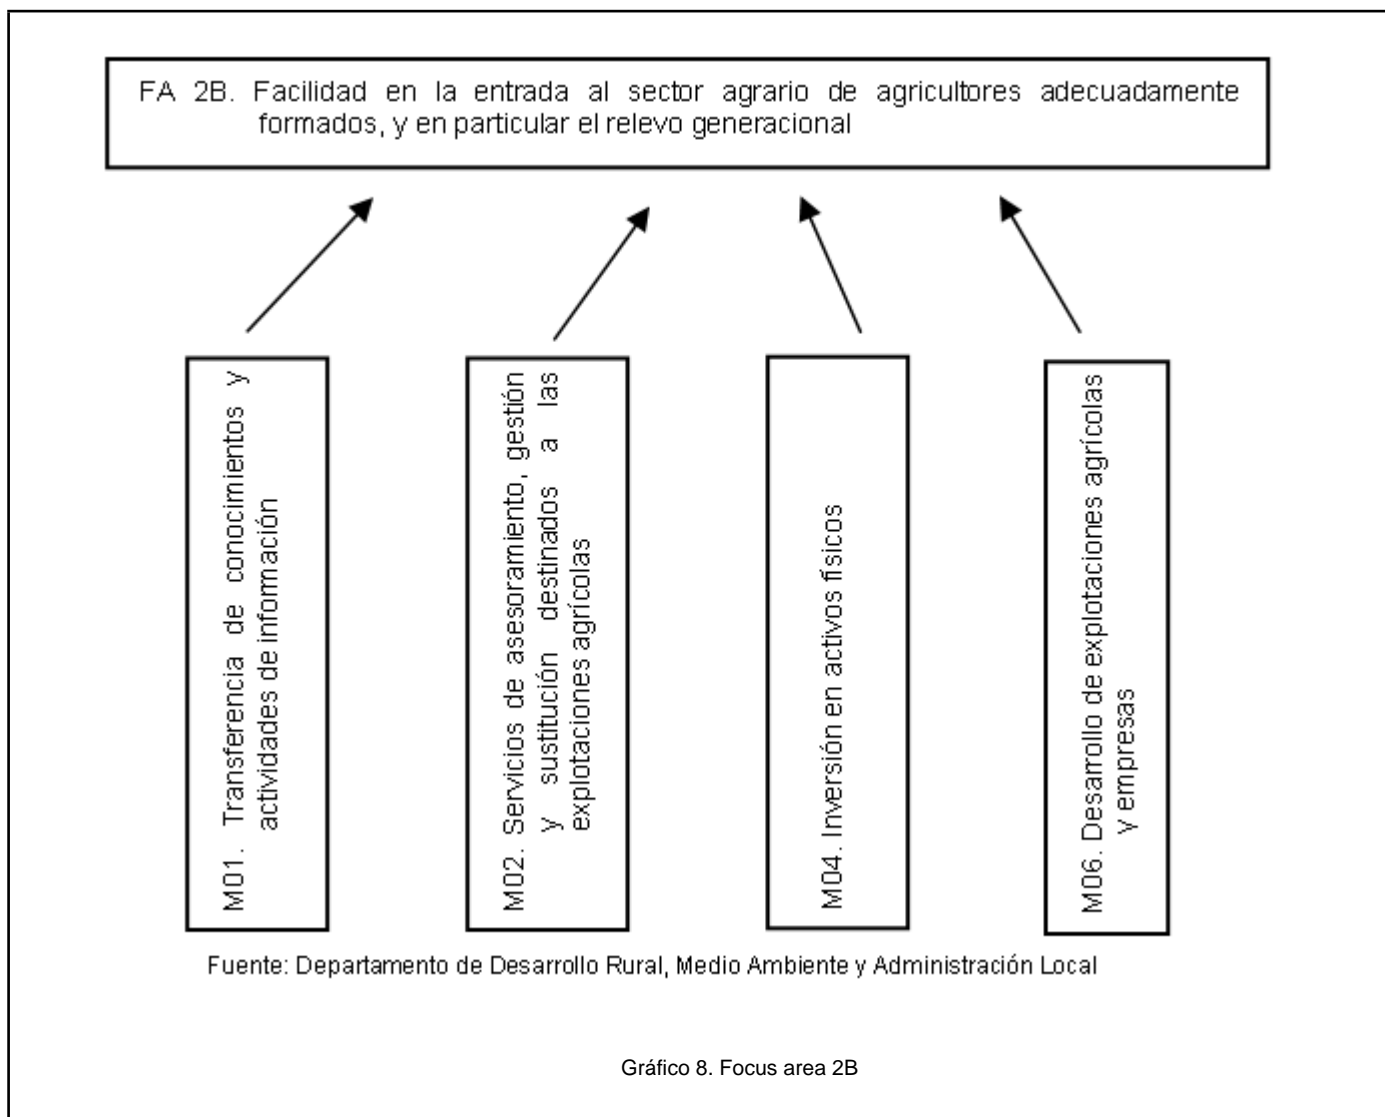 FA 2B. Facilidad en la entrada al sector agrario de agricultores adecuadamente
formados, y en particular el relevo generacional
M01. Transferencia de conocimientos y
actividades de información
M02. Servicios de asesoramiento, gestión
y sustitución destinados a las
explotaciones agrícolas
M04. Inversión en activos físicos
M06. Desarrollo de explotaciones agrícolas
y empresas
Fuente: Departamento de Desarrollo Rural, Medio Ambiente y Administración Local
Gráfico 8. Focus area 2B